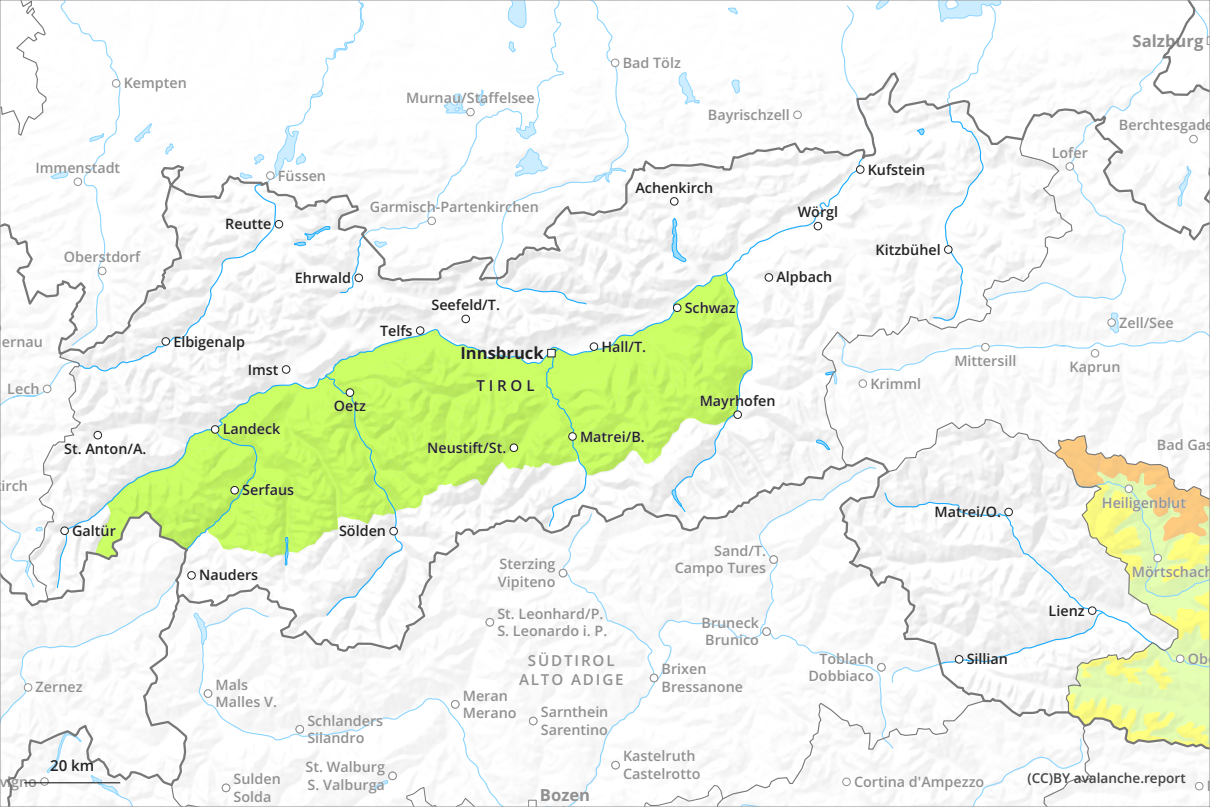 Salzburg
Bad Tölz
Kempten
Murnau/Staffelsee
Bayrischzell
Berchtesgade
Lofer
Immenstadt
Füssen
Kufstein
Achenkirch
Garmisch-Partenkirchen
Wörgl
Reutte
Kitzbühel
Oberstdorf
Ehrwald
Alpbach
Seefeld/T.
Schwaz
Telfs
Zell/See
ernau
Elbigenalp
Innsbruck
Hall/T.
Mittersill
Imst
Kaprun
TIROL
Lech
Krimml
Oetz
Mayrhofen
Landeck
Matrei/B.
St. Anton/A.
Neustift/St.
Bad Gas
irch
Serfaus
Heiligenblut
Matrei/O.
Galtür
Sölden
Sand/T.
Campo Tures
Sterzing
Vipiteno
Nauders
Mörtschach
St. Leonhard/P.
S. Leonardo i. P.
Lienz
Bruneck
Brunico
SÜDTIROL
ALTO ADIGE
Toblach
Dobbiaco
Sillian
Ob
Brixen
Bressanone
Zernez
Mals
Malles V.
Meran
Merano
Sarnthein
Sarentino
Schlanders
Silandro
Kastelruth
Castelrotto
20 km
St. Walburg
S. Valburga
vigno
Sulden
Solda
Cortina d'Ampezzo
(CC)BY avalanche.report
Bozen